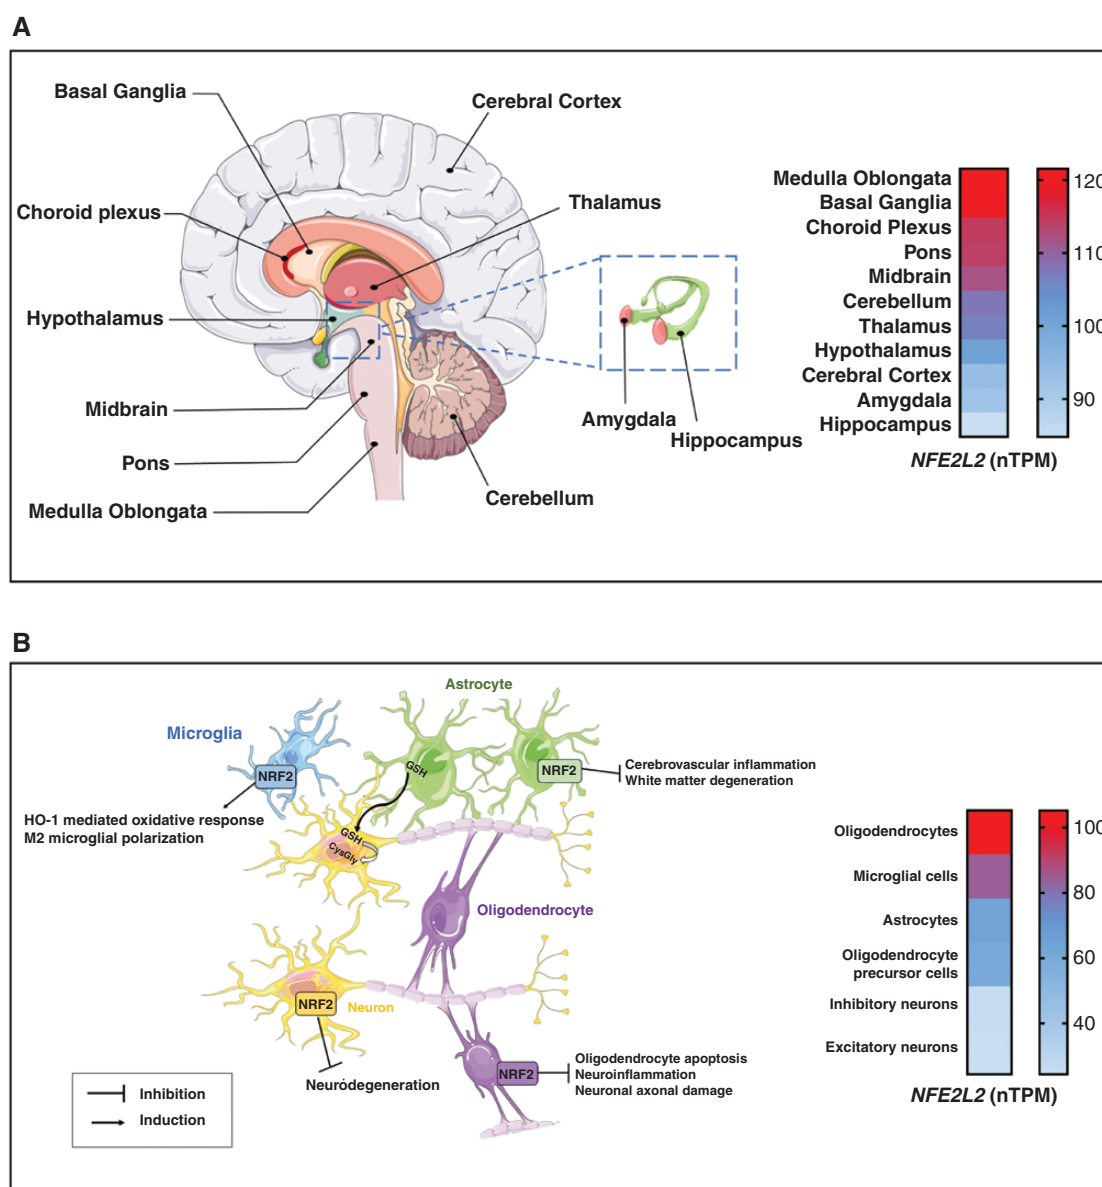 A
Basal Ganglia
Cerebral Cortex
Choroid plexus
Thalamus
Hypothalamus
Midbrain
Pons
Medulla Oblongata
Cerebellum
Amygdala
Hippocampus
Medulla Oblongata
Basal Ganglia
Choroid Plexus
Pons
Midbrain
Cerebellum
Thalamus
Hypothalamus
Cerebral Cortex
Amygdala
Hippocampus
120
110
100
90
NFE2L2 (nTPM)
B
Astrocyte
Microglia
NRF2
GSH
NRF2
Cerebrovascular inflammation
White matter degeneration
HO-1 mediated oxidative response
M2 microglial polarization
GSH
CysGly
Oligodendrocyte
NRF2
Neuron
Neurodegeneration
NRF2
Oligodendrocyte apoptosis
Neuroinflammation
Neuronal axonal damage
Inhibition
Induction
Oligodendrocytes
Microglial cells
Astrocytes
Oligodendrocyte
precursor cells
Inhibitory neurons
Excitatory neurons
100
80
60
40
NFE2L2 (nTPM)